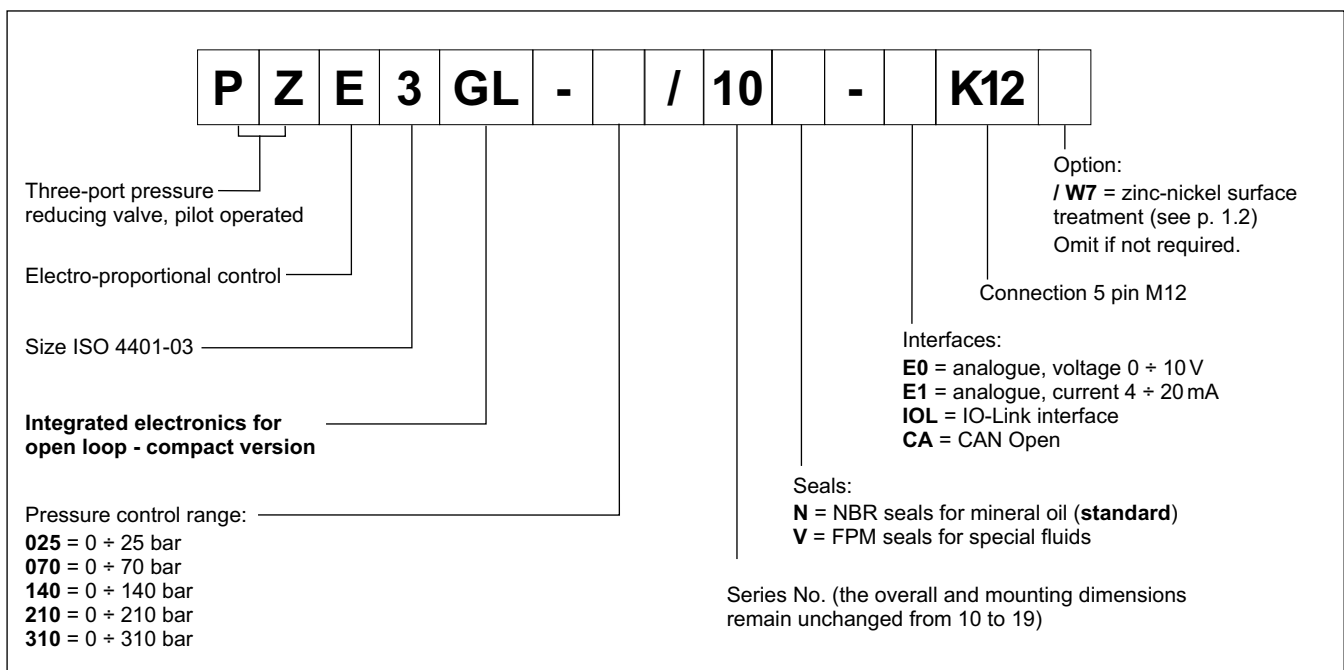 P Z E 3 GL - / 10 - K12
Three-port pressure
reducing valve, pilot operated
Electro-proportional control
Size ISO 4401-03
Integrated electronics for
open loop - compact version
Pressure control range:
025 = 0 ÷ 25 bar
070 = 0 ÷ 70 bar
140 = 0 ÷ 140 bar
210 = 0 ÷ 210 bar
310 = 0 ÷ 310 bar
Option:
/ W7 = zinc-nickel surface
treatment (see p. 1.2)
Omit if not required.
Connection 5 pin M12
Interfaces:
E0 = analogue, voltage 0 ÷ 10 V
E1 = analogue, current 4 ÷ 20 mA
IOL = IO-Link interface
CA = CAN Open
Seals:
N = NBR seals for mineral oil (standard)
V = FPM seals for special fluids
Series No. (the overall and mounting dimensions
remain unchanged from 10 to 19)